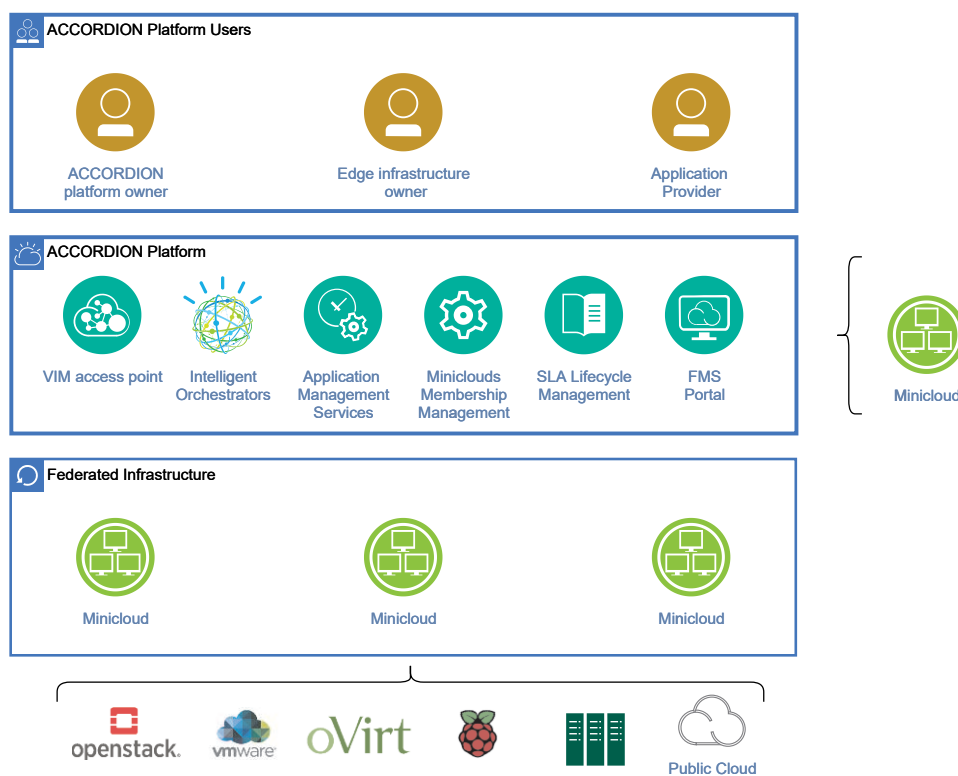 ACCORDION Platform Users
ACCORDION
platform owner
Edge infrastructure
owner
Application
Provider
ACCORDION Platform
VIM access point
Intelligent
Orchestrators
Application
Management
Services
Miniclouds
Membership
Management
SLA Lifecycle
Management
FMS
Portal
Minicloud
Federated Infrastructure
Minicloud
Minicloud
Minicloud
openstack.
vmware
oVirt
Public Cloud